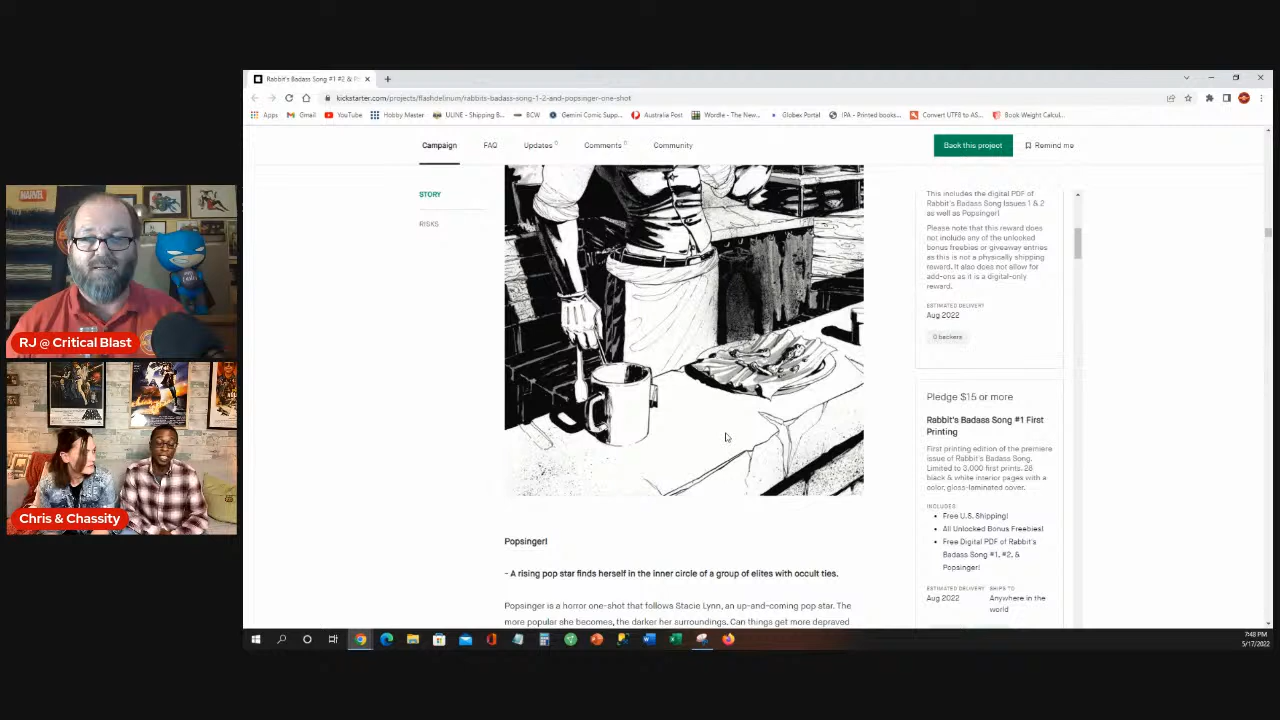 Rabbit's Badass Song #1 #2 & P
kickstarter.com/projects/flashdelirium/rabbits-badass-song-1-2-and-popsinger-one-shot
Apps Gmail YouTube Hobby Master ULINE - Shipping B... BCW Gemini Comic Supp... Australia Post Wordle - The New... Globex Portal IPA - Printed books... Convert UTF8 to AS... Book Weight Calcul...
Campaign FAQ Updates 0 Comments 0 Community Back this project Remind me
STORY
RISKS
This includes the digital PDF of
Rabbit's Badass Song Issues 1 & 2
as well as Popsinger!
Please note that this reward does
not include any of the unlocked
bonus freebies or giveaway entries
as this is not a physically shipping
reward. It also does not allow for
add-ons as it is a digital-only
reward.
ESTIMATED DELIVERY
Aug 2022
0 backers
Pledge $15 or more
Rabbit's Badass Song #1 First
Printing
First printing edition of the premiere
issue of Rabbit's Badass Song.
Limited to 3,000 first prints. 28
black & white interior pages with a
color, gloss-laminated cover.
INCLUDED
Free U.S. Shipping!
All Unlocked Bonus Freebies!
Free Digital PDF of Rabbit's
Badass Song #1, #2, &
Popsinger!
ESTIMATED DELIVERY SHIPS TO
Aug 2022 Anywhere in the
world
Popsinger!
- A rising pop star finds herself in the inner circle of a group of elites with occult ties.
Popsinger is a horror one-shot that follows Stacie Lynn, an up-and-coming pop star. The
more popular she becomes, the darker her surroundings. Can things get more depraved
MARVEL
RJ @ Critical Blast
Chris & Chassity
7:48 PM
5/17/2022